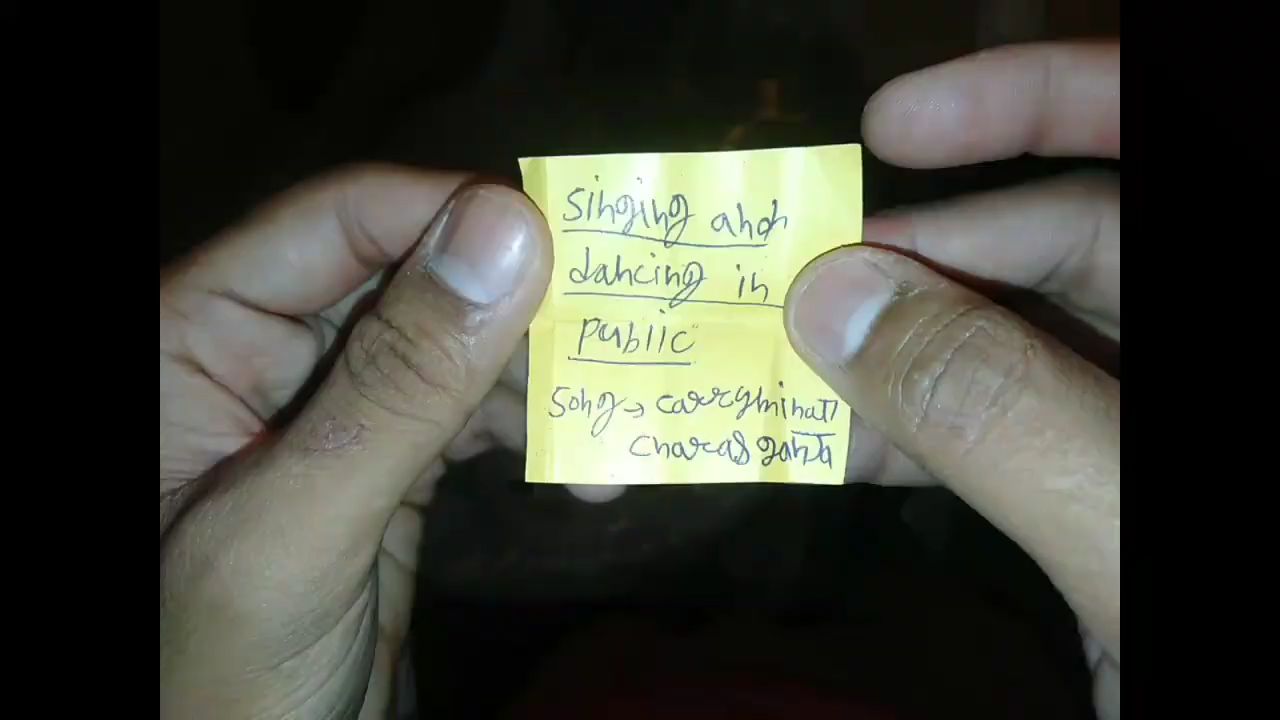 singing and
dancing in
public
Song → carryminati
charas ganja